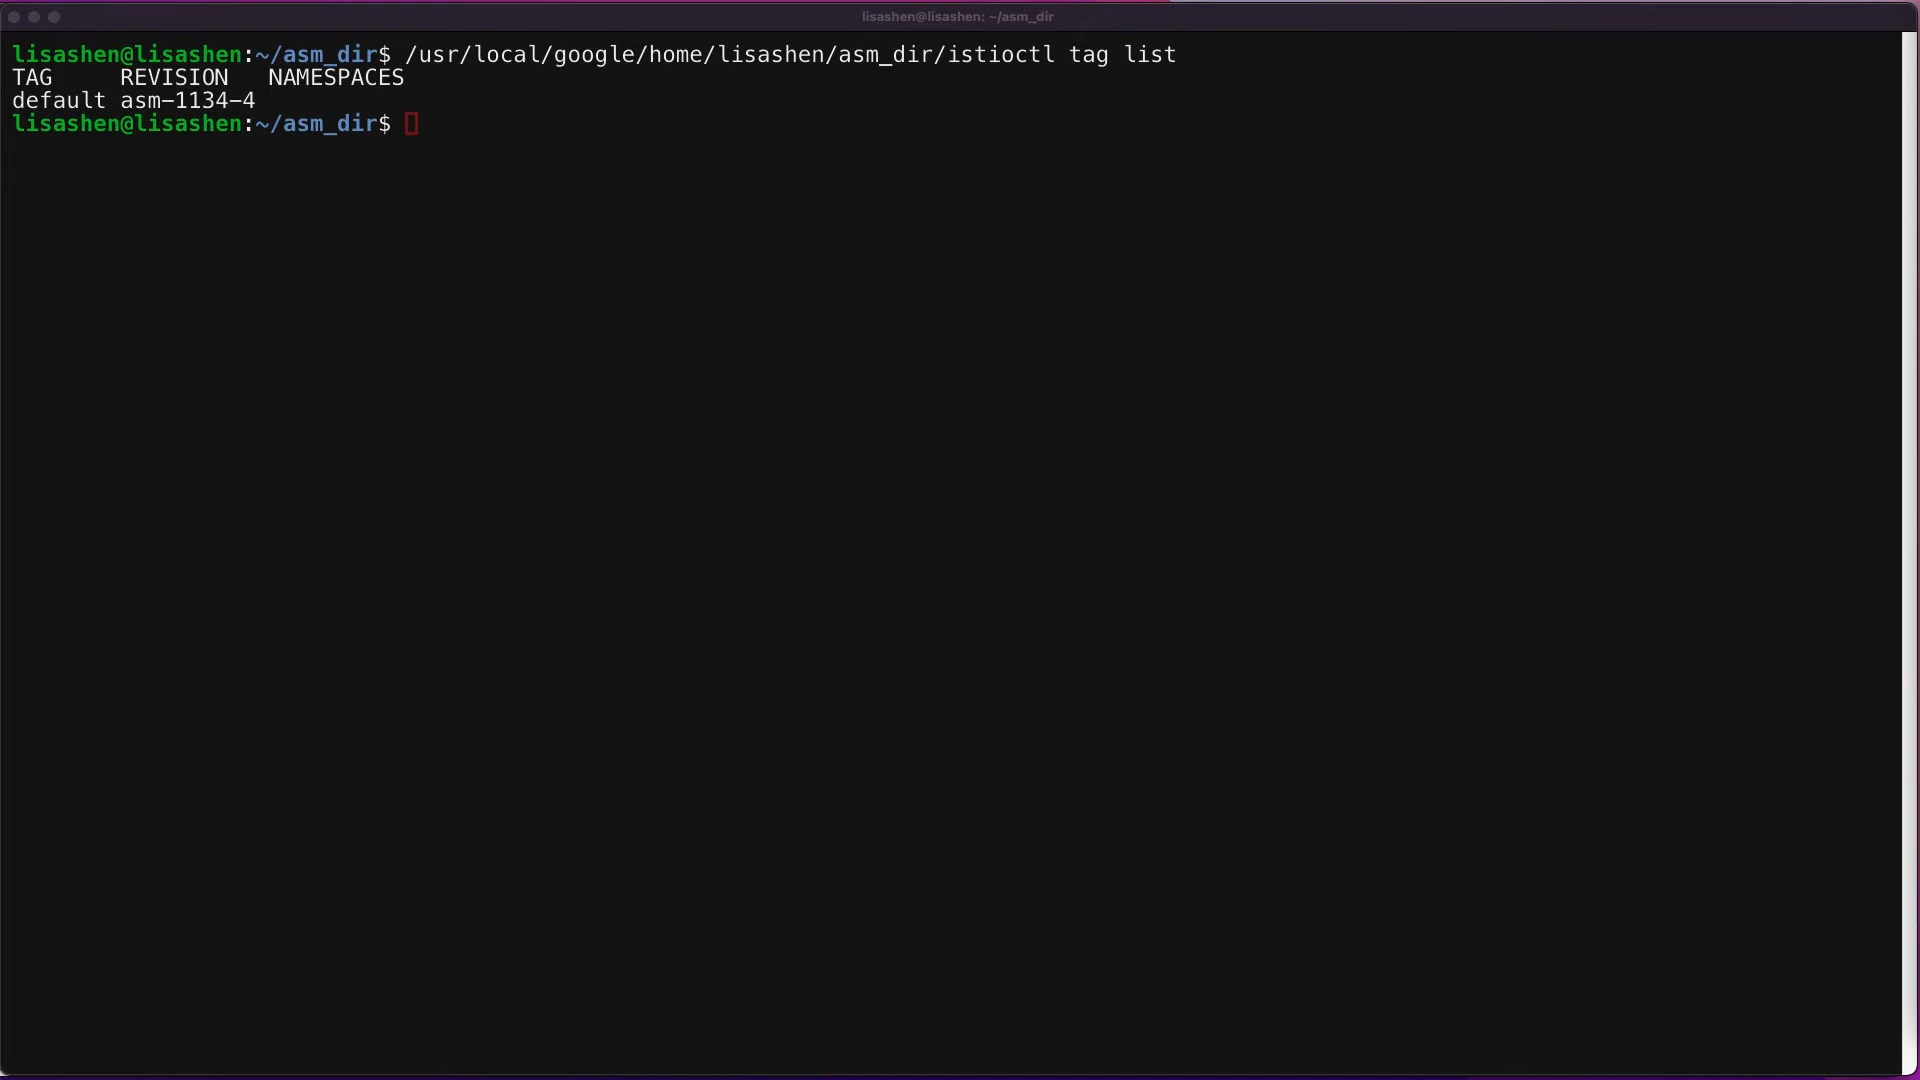 lisashen@lisashen: ~/asm_dir
lisashen@lisashen:~/asm_dir$ /usr/local/google/home/lisashen/asm_dir/istioctl tag list
TAG     REVISION   NAMESPACES
default asm-1134-4
lisashen@lisashen:~/asm_dir$